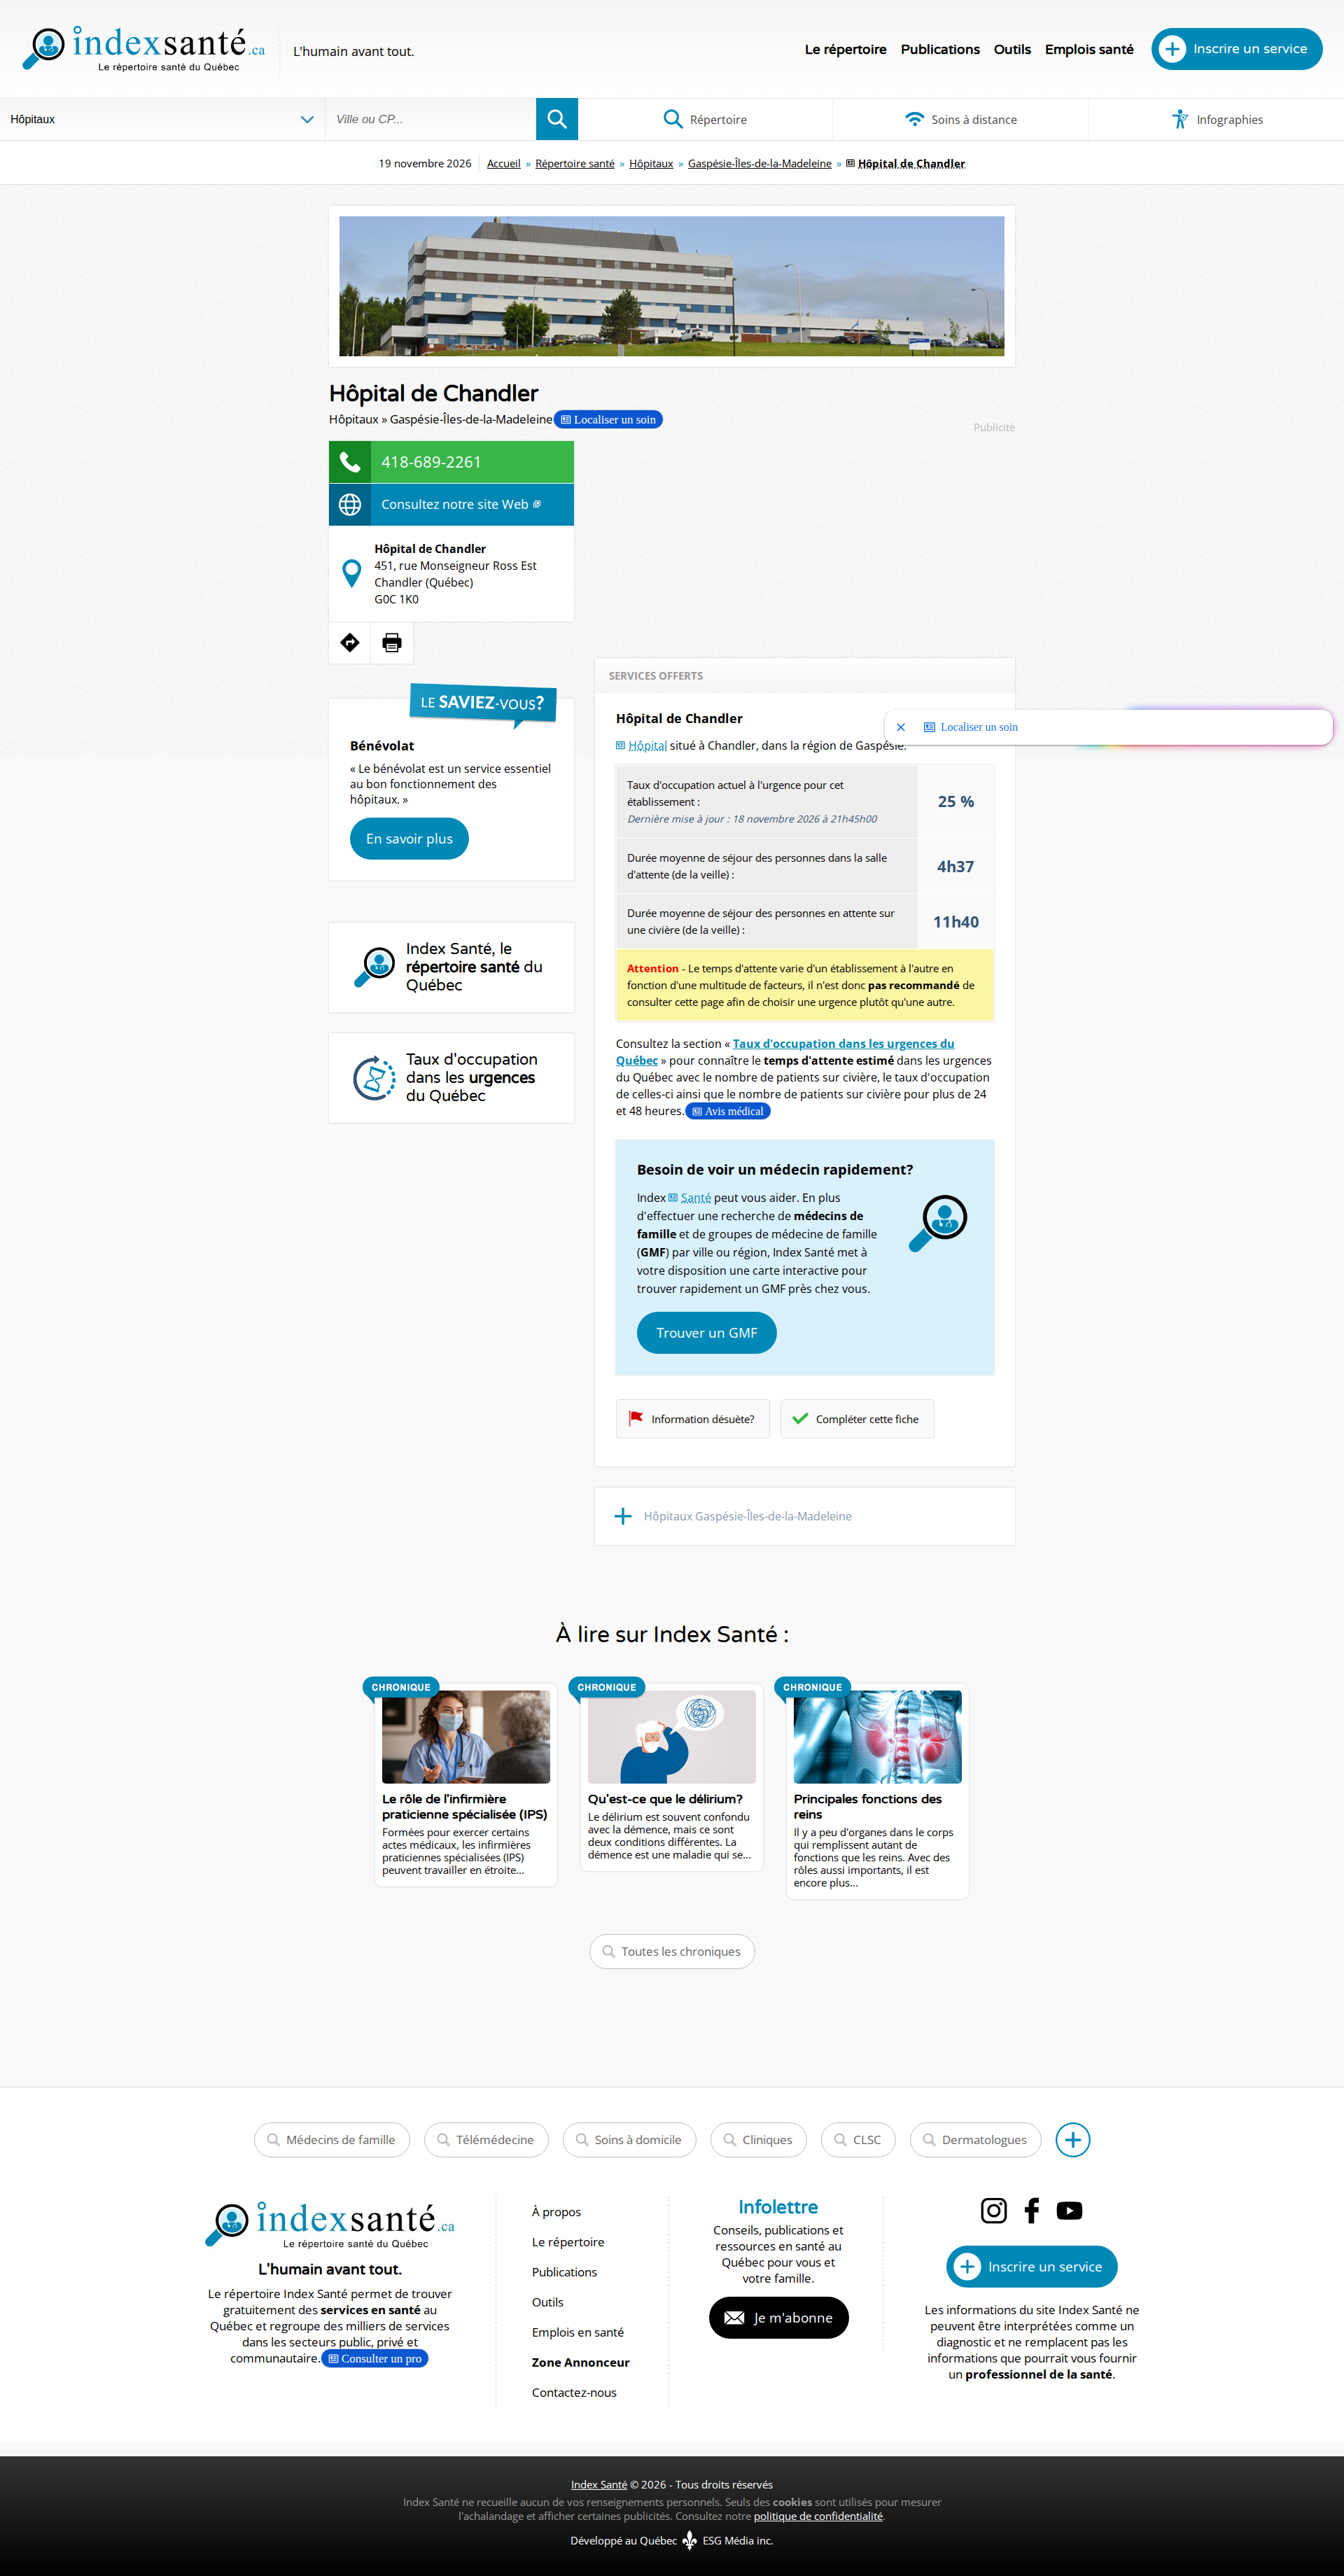 indexsanté.ca
Le répertoire santé du Québec
L'humain avant tout.
Le répertoire
Publications
Outils
Emplois santé
Inscrire un service
Hôpitaux
Ville ou CP...
Répertoire
Soins à distance
Infographies
19 novembre 2026
Accueil » Répertoire santé » Hôpitaux » Gaspésie-Îles-de-la-Madeleine » Hôpital de Chandler
Hôpital de Chandler
Hôpitaux » Gaspésie-Îles-de-la-Madeleine
Localiser un soin
Publicité
418-689-2261
Consultez notre site Web
Hôpital de Chandler
451, rue Monseigneur Ross Est
Chandler (Québec)
G0C 1K0
LE SAVIEZ-VOUS?
Bénévolat
« Le bénévolat est un service essentiel
au bon fonctionnement des
hôpitaux. »
En savoir plus
Index Santé, le
répertoire santé du
Québec
Taux d'occupation
dans les urgences
du Québec
SERVICES OFFERTS
Hôpital de Chandler
Localiser un soin
Hôpital situé à Chandler, dans la région de Gaspésie.
Taux d'occupation actuel à l'urgence pour cet
établissement :
Dernière mise à jour : 18 novembre 2026 à 21h45h00
25 %
Durée moyenne de séjour des personnes dans la salle
d'attente (de la veille) :
4h37
Durée moyenne de séjour des personnes en attente sur
une civière (de la veille) :
11h40
Attention - Le temps d'attente varie d'un établissement à l'autre en
fonction d'une multitude de facteurs, il n'est donc pas recommandé de
consulter cette page afin de choisir une urgence plutôt qu'une autre.
Consultez la section « Taux d'occupation dans les urgences du
Québec » pour connaître le temps d'attente estimé dans les urgences
du Québec avec le nombre de patients sur civière, le taux d'occupation
de celles-ci ainsi que le nombre de patients sur civière pour plus de 24
et 48 heures. Avis médical
Besoin de voir un médecin rapidement?
Index Santé peut vous aider. En plus
d'effectuer une recherche de médecins de
famille et de groupes de médecine de famille
(GMF) par ville ou région, Index Santé met à
votre disposition une carte interactive pour
trouver rapidement un GMF près chez vous.
Trouver un GMF
Information désuète?
Compléter cette fiche
Hôpitaux Gaspésie-Îles-de-la-Madeleine
À lire sur Index Santé :
CHRONIQUE
Le rôle de l'infirmière
praticienne spécialisée (IPS)
Formées pour exercer certains
actes médicaux, les infirmières
praticiennes spécialisées (IPS)
peuvent travailler en étroite...
CHRONIQUE
Qu'est-ce que le délirium?
Le délirium est souvent confondu
avec la démence, mais ce sont
deux conditions différentes. La
démence est une maladie qui se...
CHRONIQUE
Principales fonctions des
reins
Il y a peu d'organes dans le corps
qui remplissent autant de
fonctions que les reins. Avec des
rôles aussi importants, il est
encore plus...
Toutes les chroniques
Médecins de famille
Télémédecine
Soins à domicile
Cliniques
CLSC
Dermatologues
indexsanté.ca
Le répertoire santé du Québec
L'humain avant tout.
Le répertoire Index Santé permet de trouver
gratuitement des services en santé au
Québec et regroupe des milliers de services
dans les secteurs public, privé et
communautaire. Consulter un pro
À propos
Le répertoire
Publications
Outils
Emplois en santé
Zone Annonceur
Contactez-nous
Infolettre
Conseils, publications et
ressources en santé au
Québec pour vous et
votre famille.
Je m'abonne
Inscrire un service
Les informations du site Index Santé ne
peuvent être interprétées comme un
diagnostic et ne remplacent pas les
informations que pourrait vous fournir
un professionnel de la santé.
Index Santé © 2026 - Tous droits réservés
Index Santé ne recueille aucun de vos renseignements personnels. Seuls des cookies sont utilisés pour mesurer
l'achalandage et afficher certaines publicités. Consultez notre politique de confidentialité.
Développé au Québec ESG Média inc.